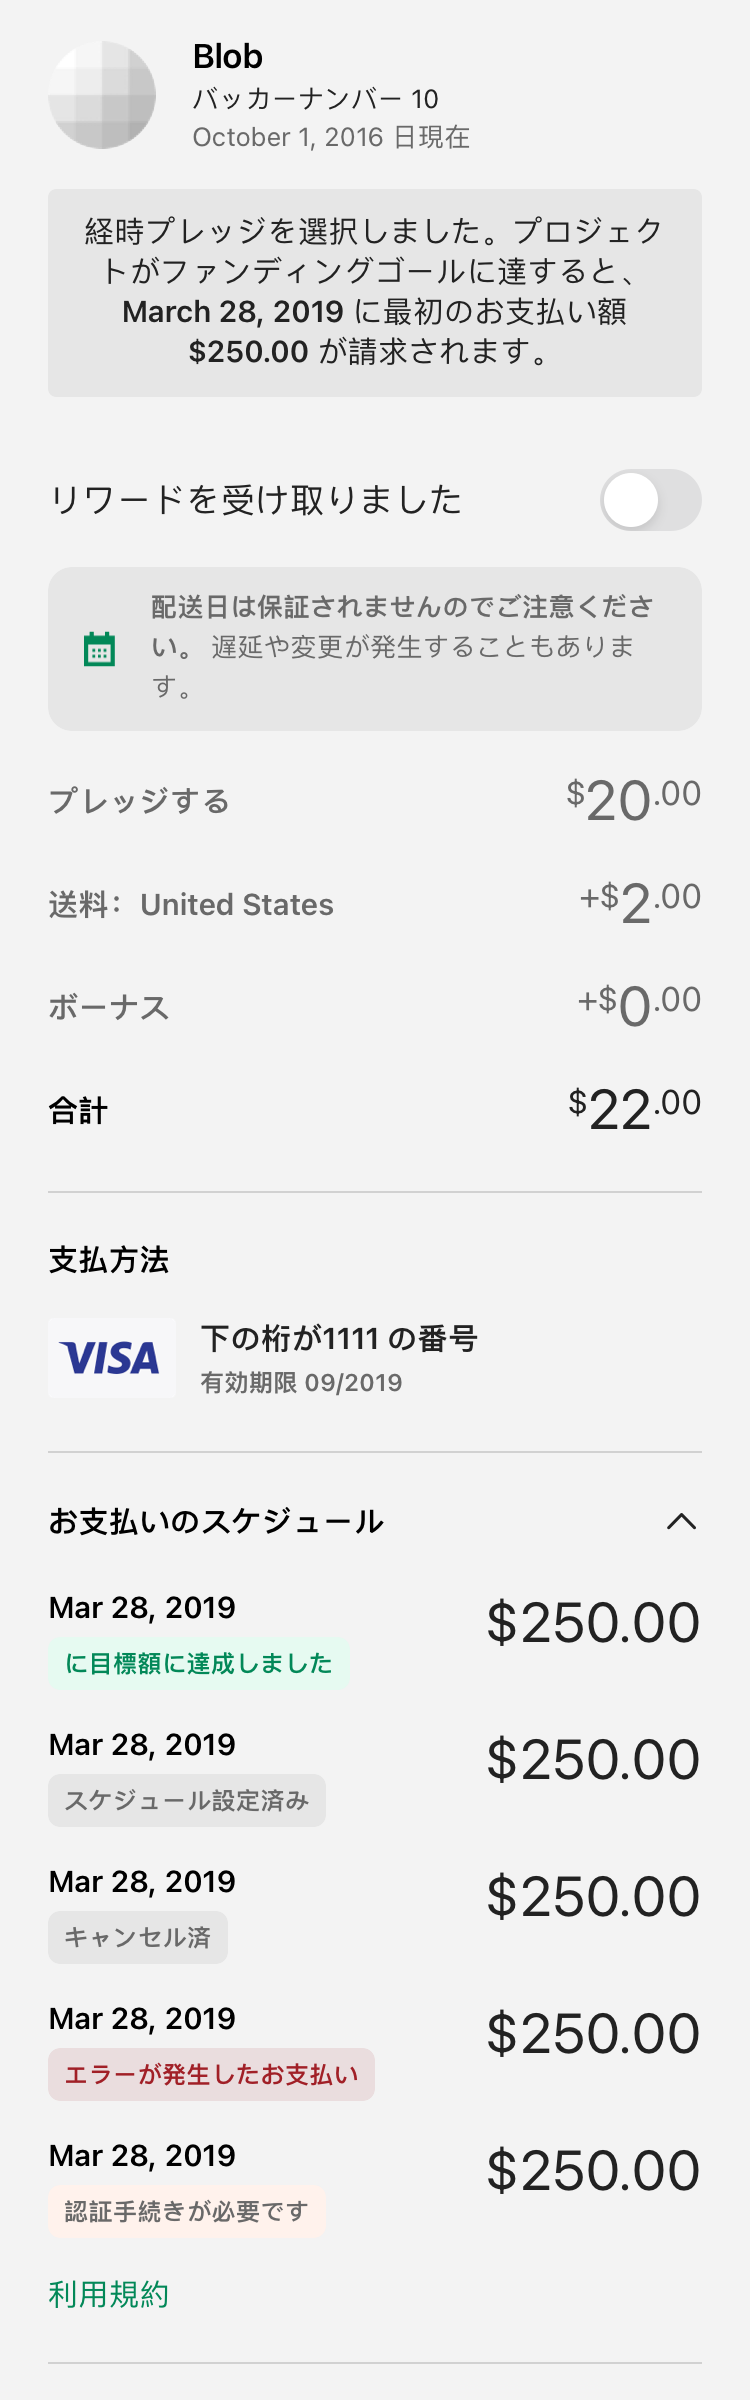 Blob
バッカーナンバー 10
October 1, 2016 日現在
経時プレッジを選択しました。プロジェク
トがファンディングゴールに達すると、
March 28, 2019 に最初のお支払い額
$250.00 が請求されます。
リワードを受け取りました
配送日は保証されませんのでご注意くださ
い。 遅延や変更が発生することもありま
す。
プレッジする $20.00
送料： United States +$2.00
ボーナス +$0.00
合計 $22.00
支払方法
VISA
下の桁が1111 の番号
有効期限 09/2019
お支払いのスケジュール
Mar 28, 2019 $250.00
に目標額に達成しました
Mar 28, 2019 $250.00
スケジュール設定済み
Mar 28, 2019 $250.00
キャンセル済
Mar 28, 2019 $250.00
エラーが発生したお支払い
Mar 28, 2019 $250.00
認証手続きが必要です
利用規約